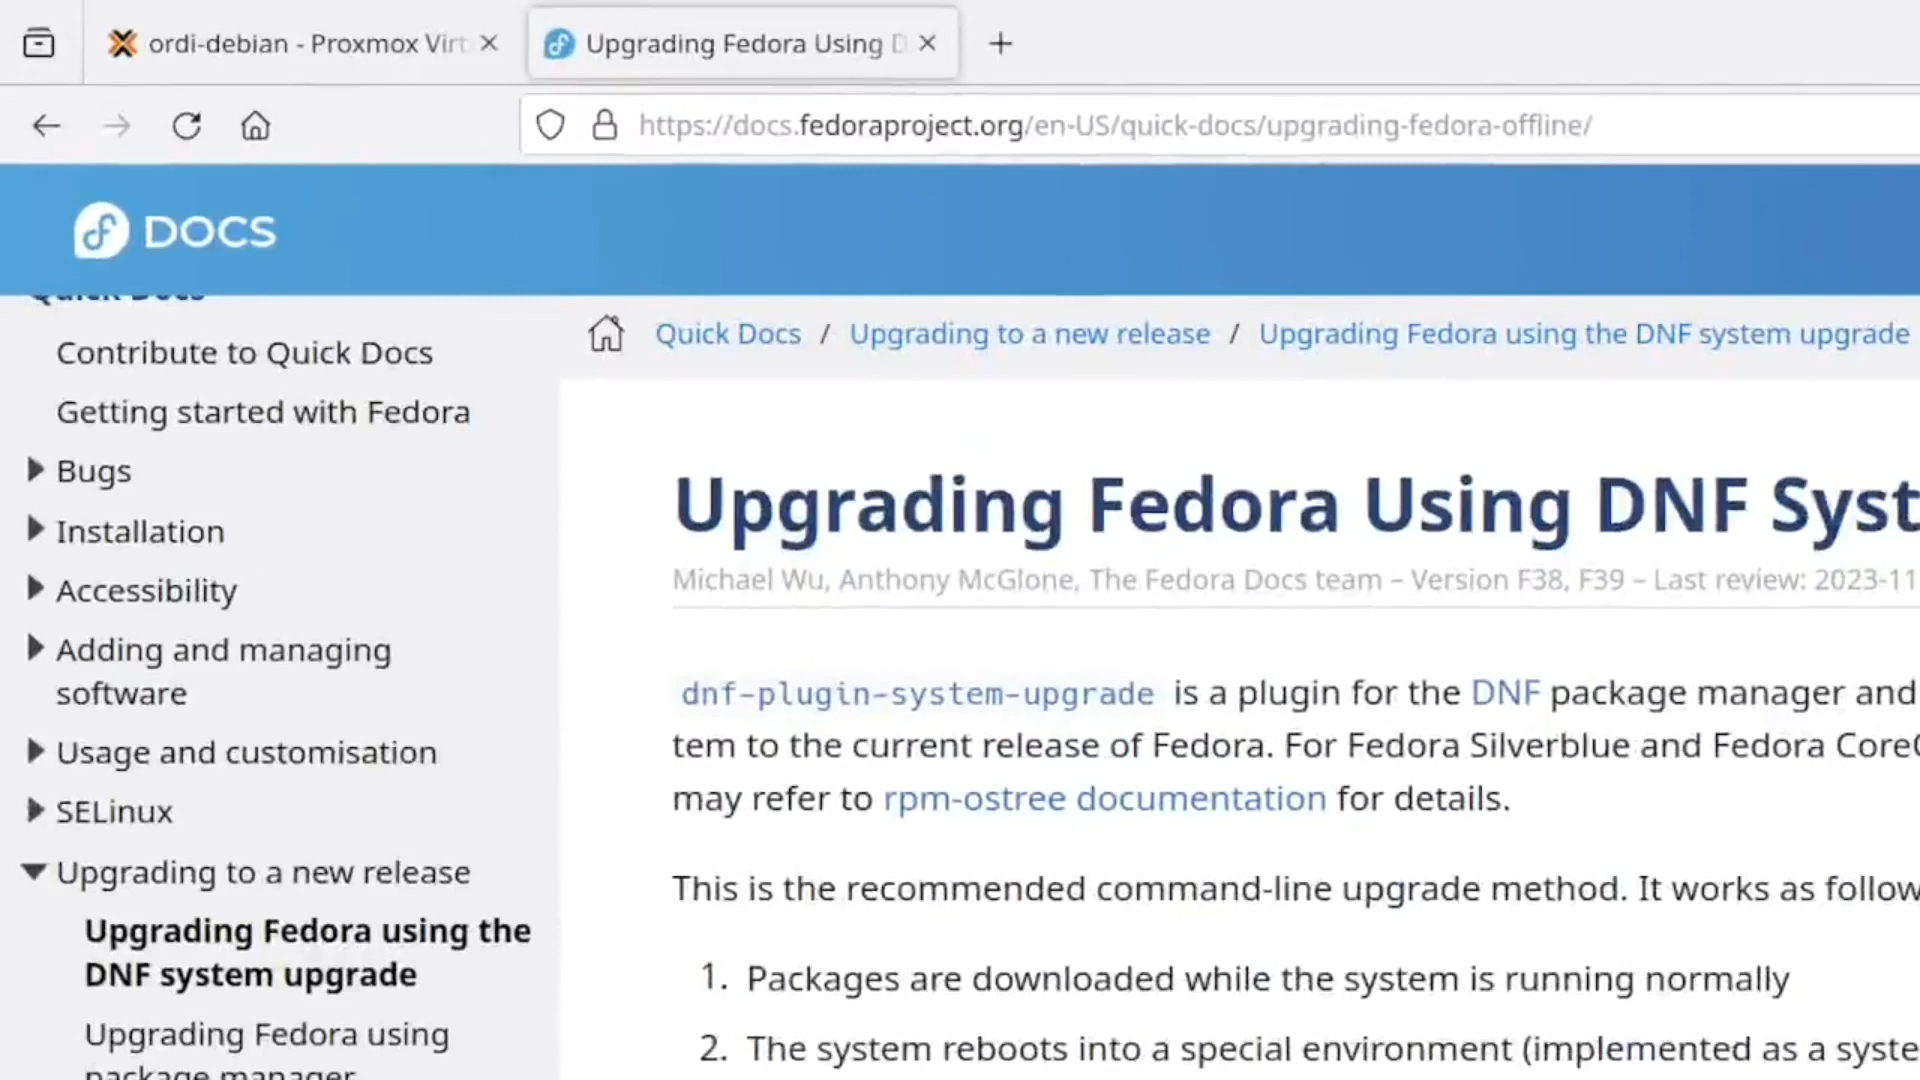 ordi-debian - Proxmox Virt
Upgrading Fedora Using D
https://docs.fedoraproject.org/en-US/quick-docs/upgrading-fedora-offline/
DOCS
Quick Docs
Contribute to Quick Docs
Getting started with Fedora
Bugs
Installation
Accessibility
Adding and managing
software
Usage and customisation
SELinux
Upgrading to a new release
Upgrading Fedora using the
DNF system upgrade
Upgrading Fedora using
package manager
Quick Docs / Upgrading to a new release / Upgrading Fedora using the DNF system upgrade
Upgrading Fedora Using DNF Syst
Michael Wu, Anthony McGlone, The Fedora Docs team – Version F38, F39 – Last review: 2023-11
dnf-plugin-system-upgrade is a plugin for the DNF package manager and
tem to the current release of Fedora. For Fedora Silverblue and Fedora Core
may refer to rpm-ostree documentation for details.
This is the recommended command-line upgrade method. It works as follow
1. Packages are downloaded while the system is running normally
2. The system reboots into a special environment (implemented as a syste